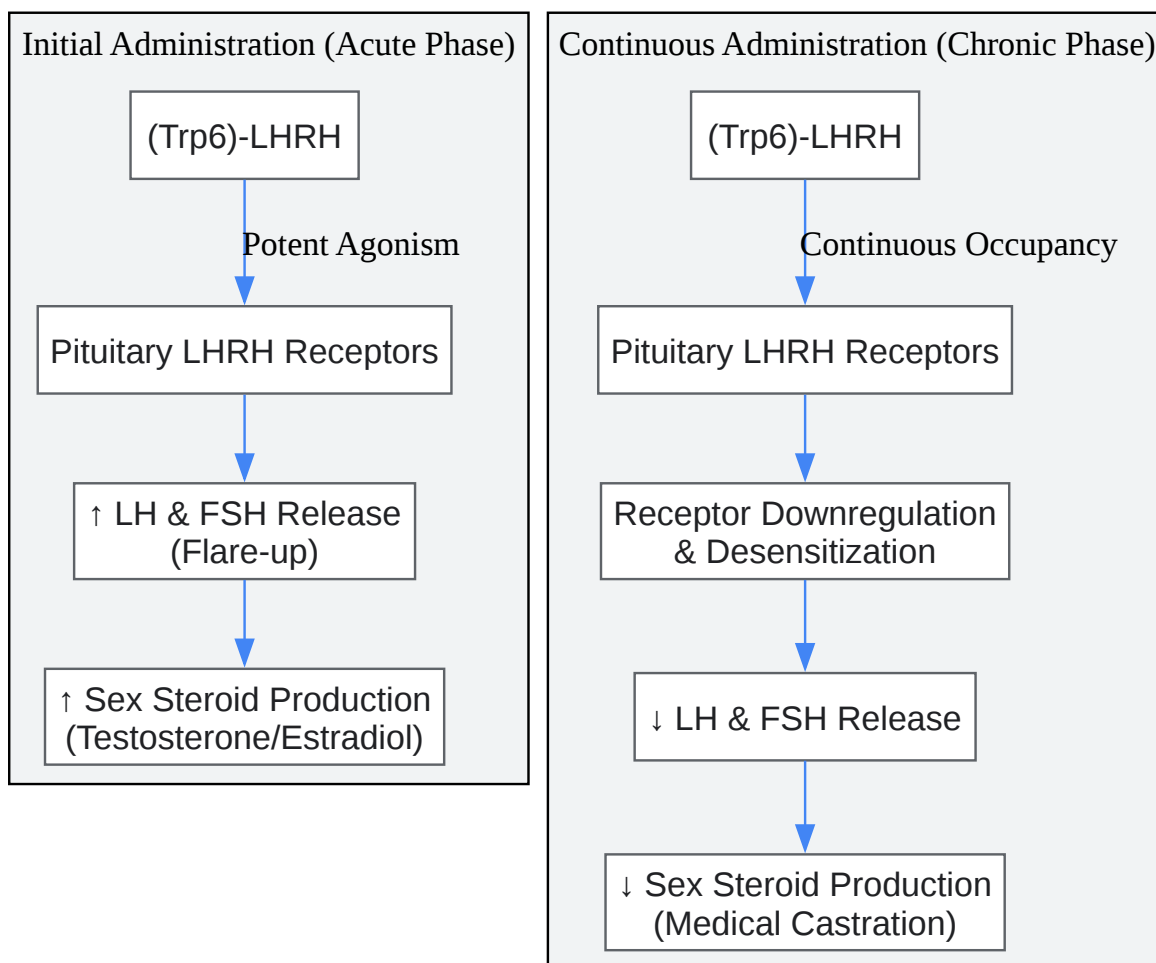 Initial Administration (Acute Phase)
(Trp6)-LHRH
Potent Agonism
Pituitary LHRH Receptors
↑ LH & FSH Release
(Flare-up)
↑ Sex Steroid Production
(Testosterone/Estradiol)
Continuous Administration (Chronic Phase)
(Trp6)-LHRH
Continuous Occupancy
Pituitary LHRH Receptors
Receptor Downregulation
& Desensitization
↓ LH & FSH Release
↓ Sex Steroid Production
(Medical Castration)